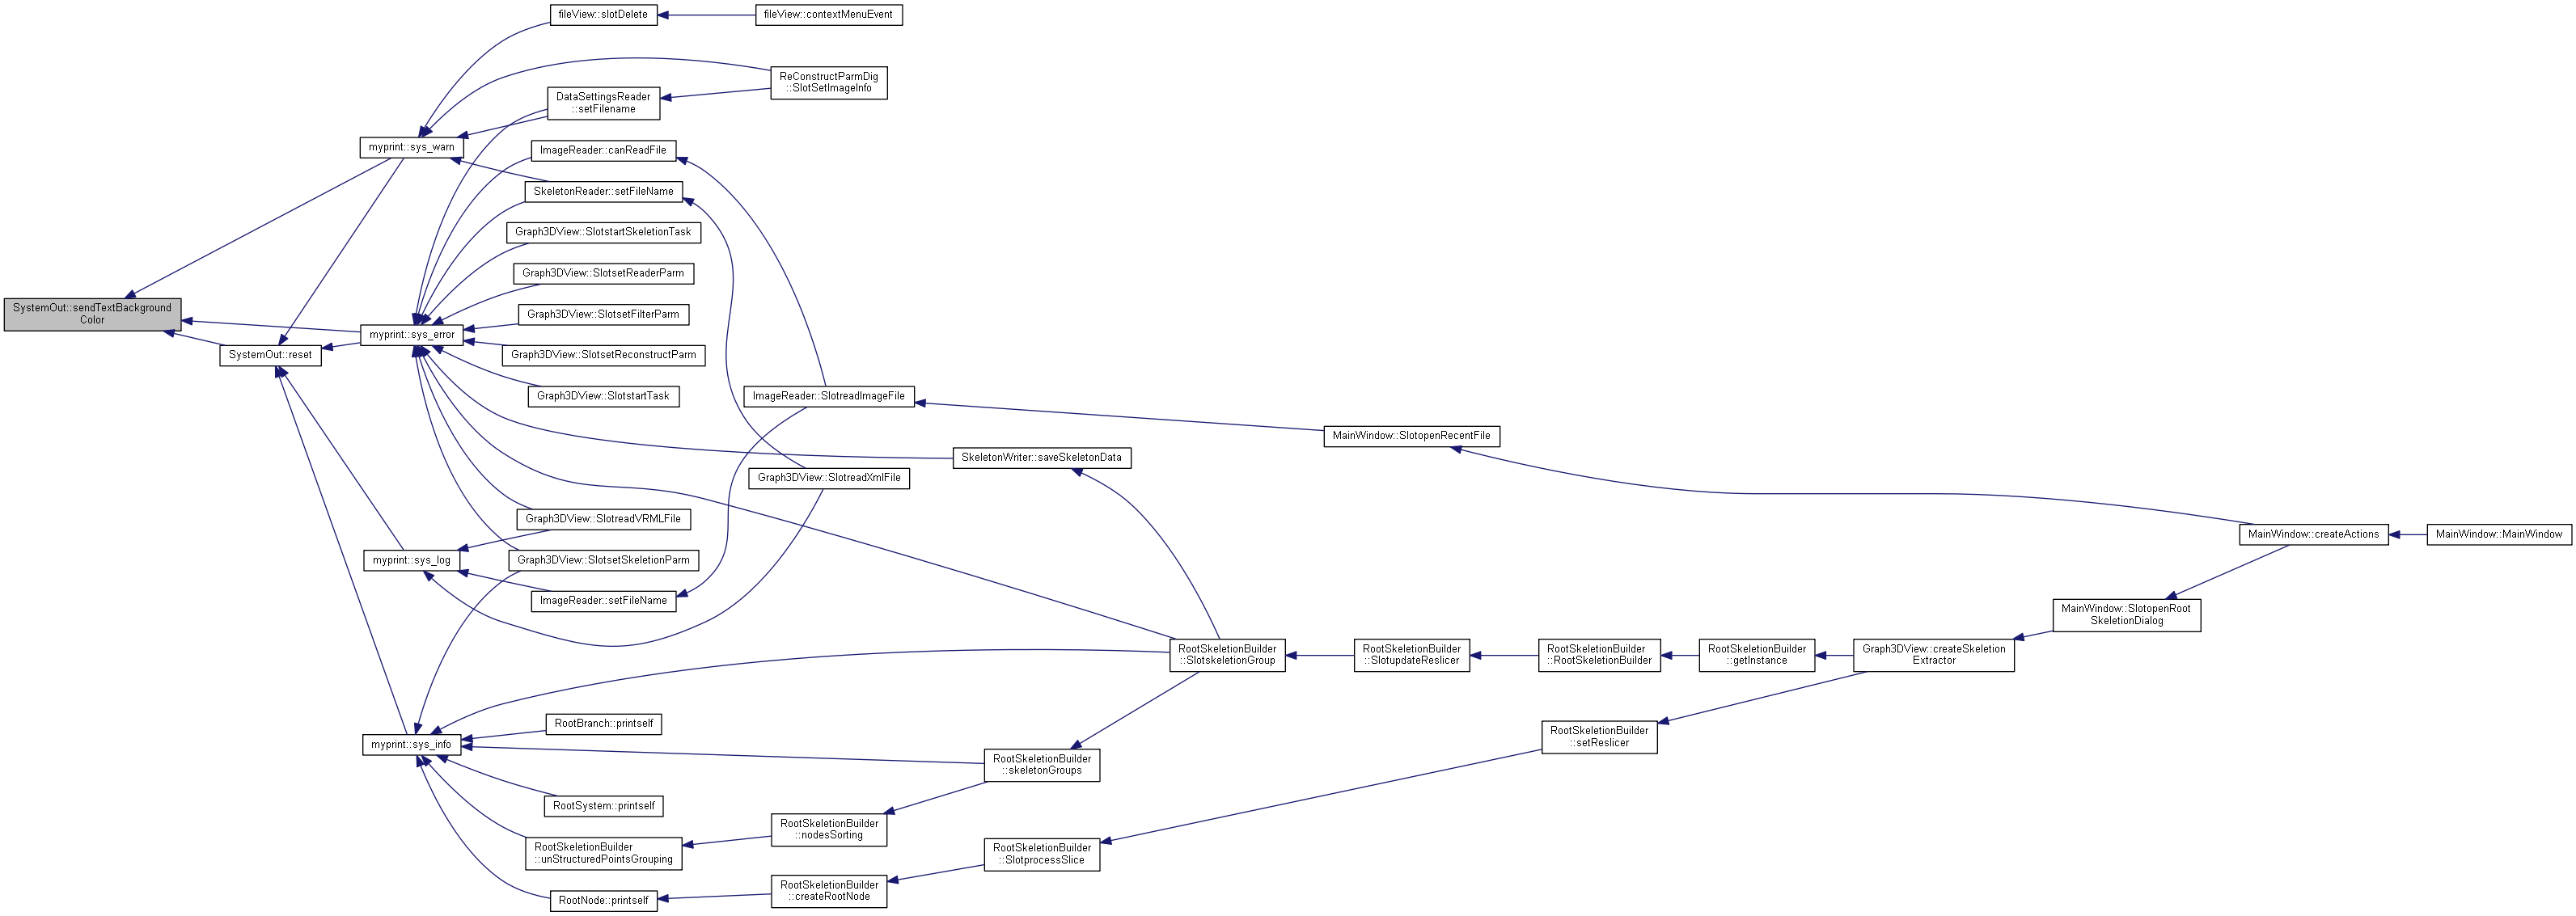 fileView::slotDelete
fileView::contextMenuEvent
ReConstructParmDig
::SlotSetImageInfo
DataSettingsReader
::setFilename
myprint::sys_warn
ImageReader::canReadFile
SkeletonReader::setFileName
Graph3DView::SlotstartSkeletionTask
Graph3DView::SlotsetReaderParm
SystemOut::sendTextBackground
Color
Graph3DView::SlotsetFilterParm
myprint::sys_error
SystemOut::reset
Graph3DView::SlotsetReconstructParm
Graph3DView::SlotstartTask
ImageReader::SlotreadImageFile
MainWindow::SlotopenRecentFile
SkeletonWriter::saveSkeletonData
Graph3DView::SlotreadXmlFile
Graph3DView::SlotreadVRMLFile
MainWindow::createActions
MainWindow::MainWindow
myprint::sys_log
Graph3DView::SlotsetSkeletionParm
ImageReader::setFileName
MainWindow::SlotopenRoot
SkeletionDialog
RootSkeletionBuilder
::SlotskeletionGroup
RootSkeletionBuilder
::SlotupdateReslicer
RootSkeletionBuilder
::RootSkeletionBuilder
RootSkeletionBuilder
::getInstance
Graph3DView::createSkeletion
Extractor
RootBranch::printself
myprint::sys_info
RootSkeletionBuilder
::setReslicer
RootSkeletionBuilder
::skeletonGroups
RootSystem::printself
RootSkeletionBuilder
::nodesSorting
RootSkeletionBuilder
::unStructuredPointsGrouping
RootSkeletionBuilder
::SlotprocessSlice
RootSkeletionBuilder
::createRootNode
RootNode::printself